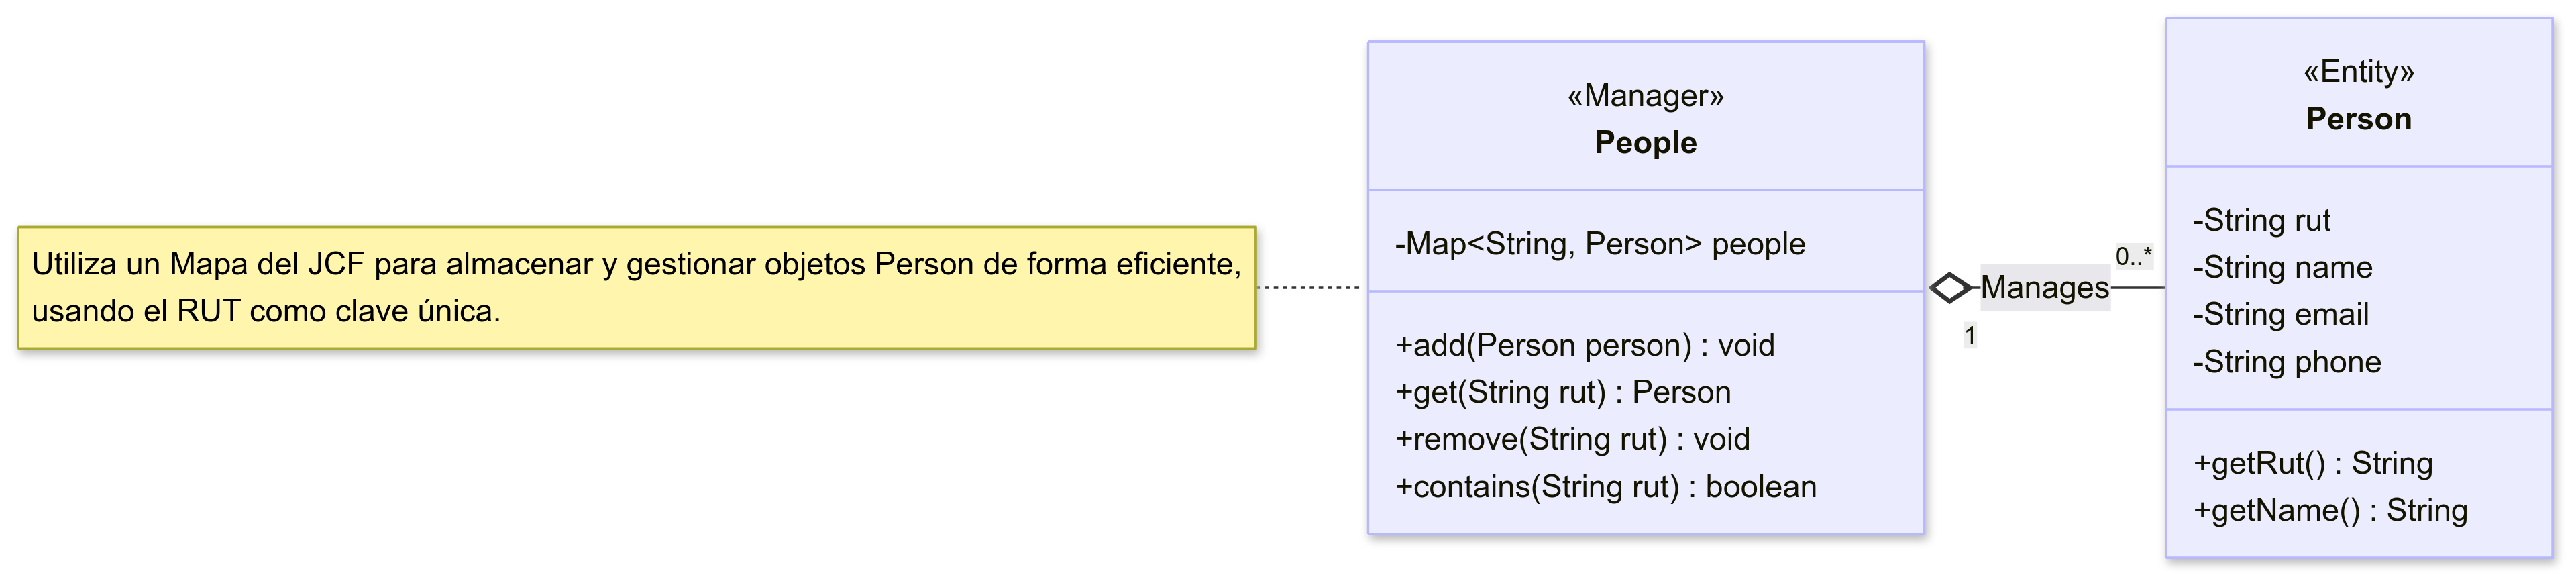 Utiliza un Mapa del JCF para almacenar y gestionar objetos Person de forma eficiente,
usando el RUT como clave única.
«Manager»
People
-Map<String, Person> people
+add(Person person) : void
+get(String rut) : Person
+remove(String rut) : void
+contains(String rut) : boolean
Manages
1
0..*
«Entity»
Person
-String rut
-String name
-String email
-String phone
+getRut() : String
+getName() : String